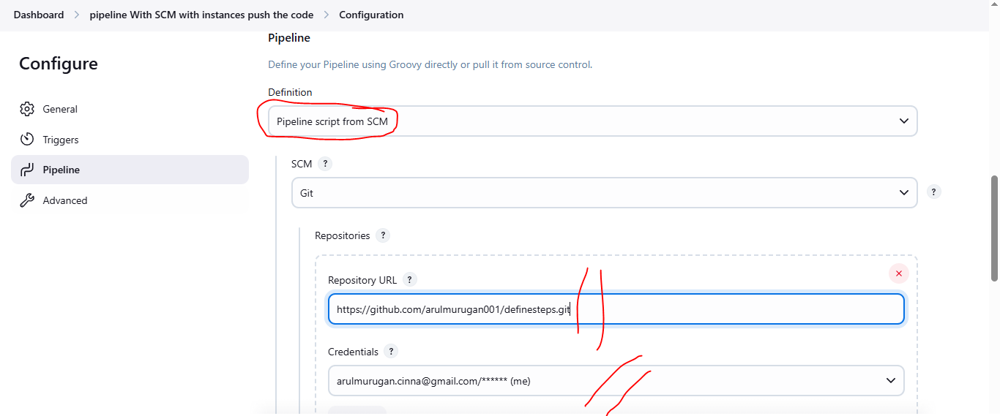 Dashboard > pipeline With SCM with instances push the code > Configuration
Configure
General
Triggers
Pipeline
Advanced
Pipeline
Define your Pipeline using Groovy directly or pull it from source control.
Definition
Pipeline script from SCM
SCM ?
Git
?
Repositories ?
Repository URL ?
https://github.com/arulmurugan001/definesteps.git
Credentials ?
arulmurugan.cinna@gmail.com/****** (me)